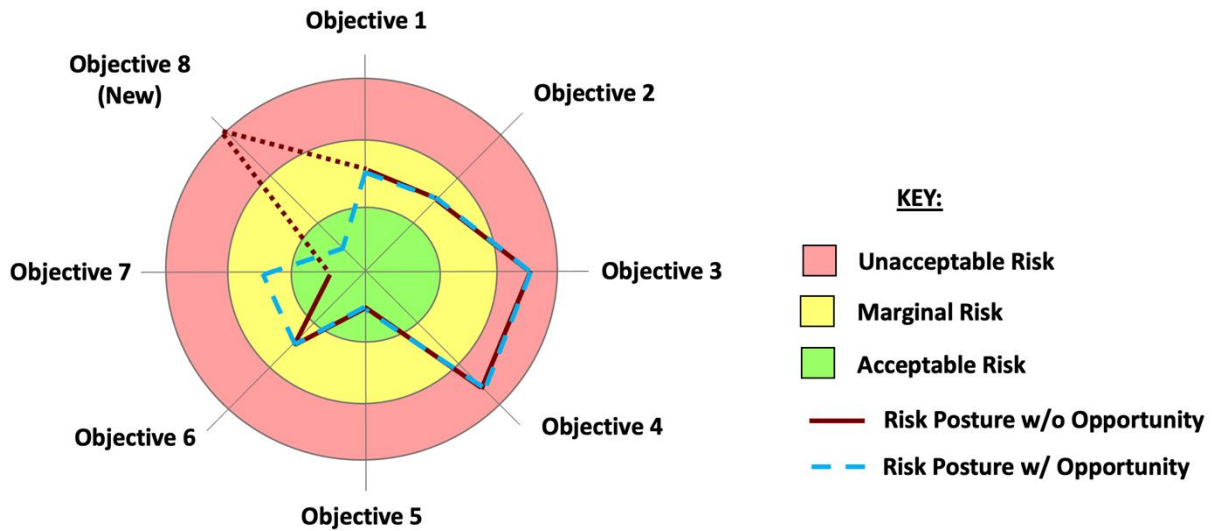 Objective 1
Objective 8
(New)
Objective 2
Objective 7
Objective 3
Objective 6
Objective 4
Objective 5
KEY:
Unacceptable Risk
Marginal Risk
Acceptable Risk
Risk Posture w/o Opportunity
Risk Posture w/ Opportunity